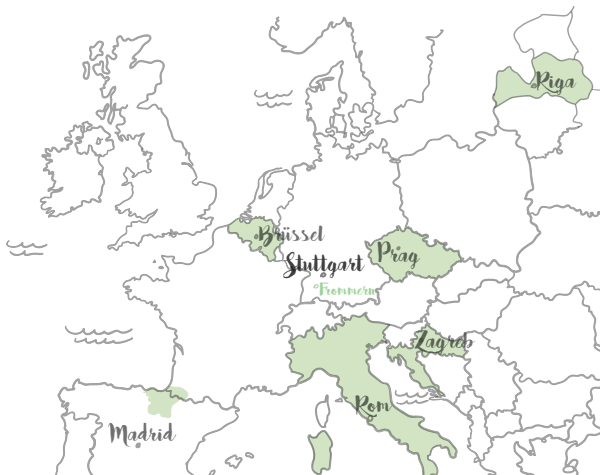 Riga
Brüssel
Prag
Stuttgart
Frommern
Zagreb
Rom
Madrid